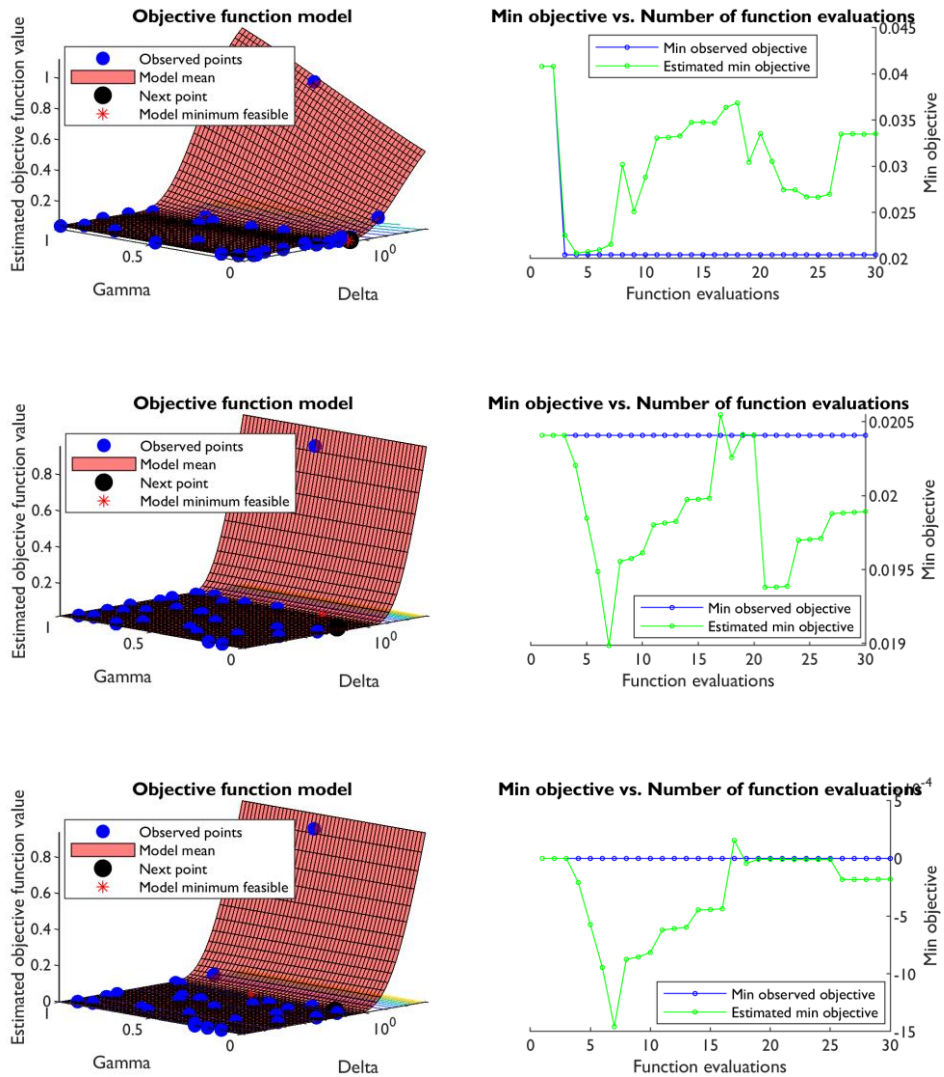 Objective function model
Estimated objective function value
Observed points
Model mean
Next point
Model minimum feasible
1
0.8
0.6
0.4
0.2
1
0.5
0
10⁰
Gamma
Delta
Min objective vs. Number of function evaluations
Min observed objective
Estimated min objective
0.045
0.04
0.035
0.03
0.025
0.02
Min objective
0 5 10 15 20 25 30
Function evaluations
Objective function model
Estimated objective function value
Observed points
Model mean
Next point
Model minimum feasible
0.8
0.6
0.4
0.2
1
0.5
0
10⁰
Gamma
Delta
Min objective vs. Number of function evaluations
0.0205
0.02
0.0195
0.019
Min objective
Min observed objective
Estimated min objective
0 5 10 15 20 25 30
Function evaluations
Objective function model
Estimated objective function value
Observed points
Model mean
Next point
Model minimum feasible
0.8
0.6
0.4
0.2
0
1
0.5
0
10⁰
Gamma
Delta
Min objective vs. Number of function evaluations
5
10⁻⁴
0
-5
-10
-15
Min objective
Min observed objective
Estimated min objective
0 5 10 15 20 25 30
Function evaluations